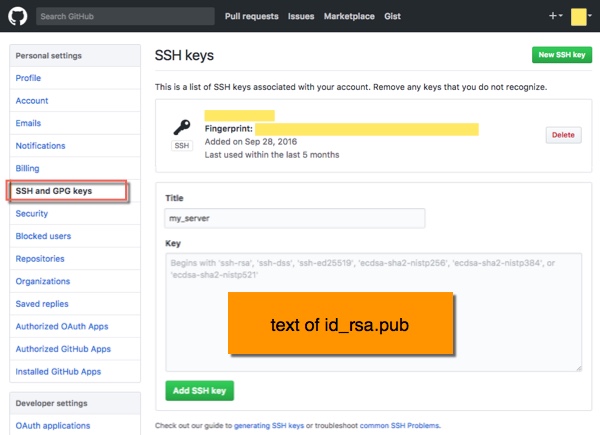 Search GitHub
Pull requests
Issues
Marketplace
Gist
Personal settings
Profile
Account
Emails
Notifications
Billing
SSH and GPG keys
Security
Blocked users
Repositories
Organizations
Saved replies
Authorized OAuth Apps
Authorized GitHub Apps
Installed GitHub Apps
Developer settings
OAuth applications
SSH keys
New SSH key
This is a list of SSH keys associated with your account. Remove any keys that you do not recognize.
SSH
Fingerprint:
Added on Sep 28, 2016
Last used within the last 5 months
Delete
Title
my_server
Key
Begins with 'ssh-rsa', 'ssh-dss', 'ssh-ed25519', 'ecdsa-sha2-nistp256', 'ecdsa-sha2-nistp384', or
'ecdsa-sha2-nistp521'
text of id_rsa.pub
Add SSH key
Check out our guide to generating SSH keys or troubleshoot common SSH Problems.